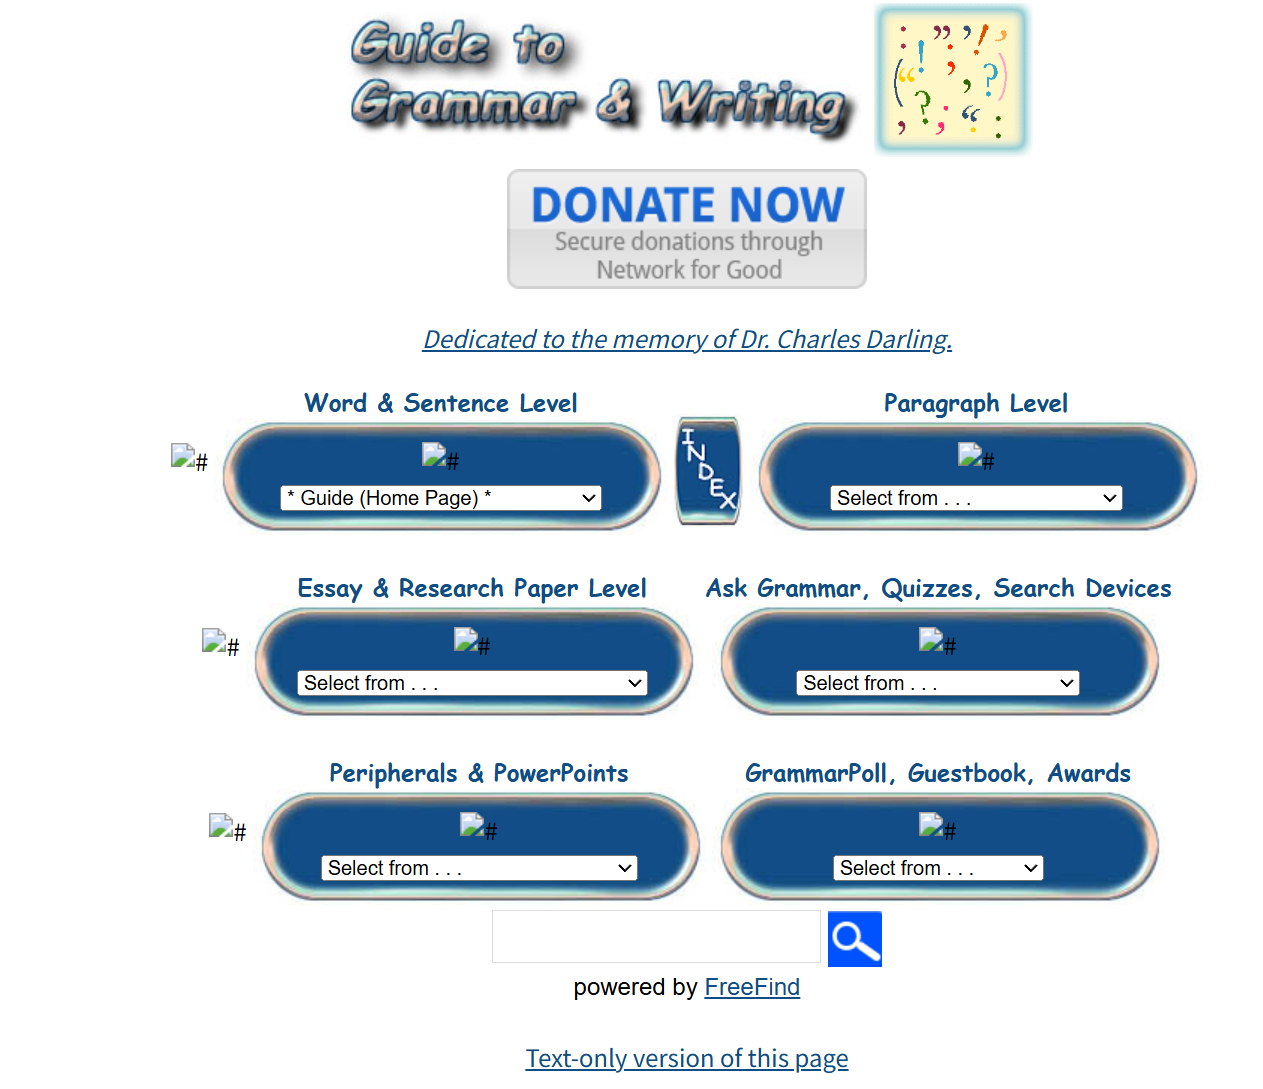 Guide to
Grammar & Writing
DONATE NOW
Secure donations through
Network for Good
Dedicated to the memory of Dr. Charles Darling.
Word & Sentence Level
Paragraph Level
#
#
#
INDEX
* Guide (Home Page) *
Select from . . .
Essay & Research Paper Level
Ask Grammar, Quizzes, Search Devices
#
#
#
Select from . . .
Select from . . .
Peripherals & PowerPoints
GrammarPoll, Guestbook, Awards
#
#
#
Select from . . .
Select from . . .
powered by FreeFind
Text-only version of this page